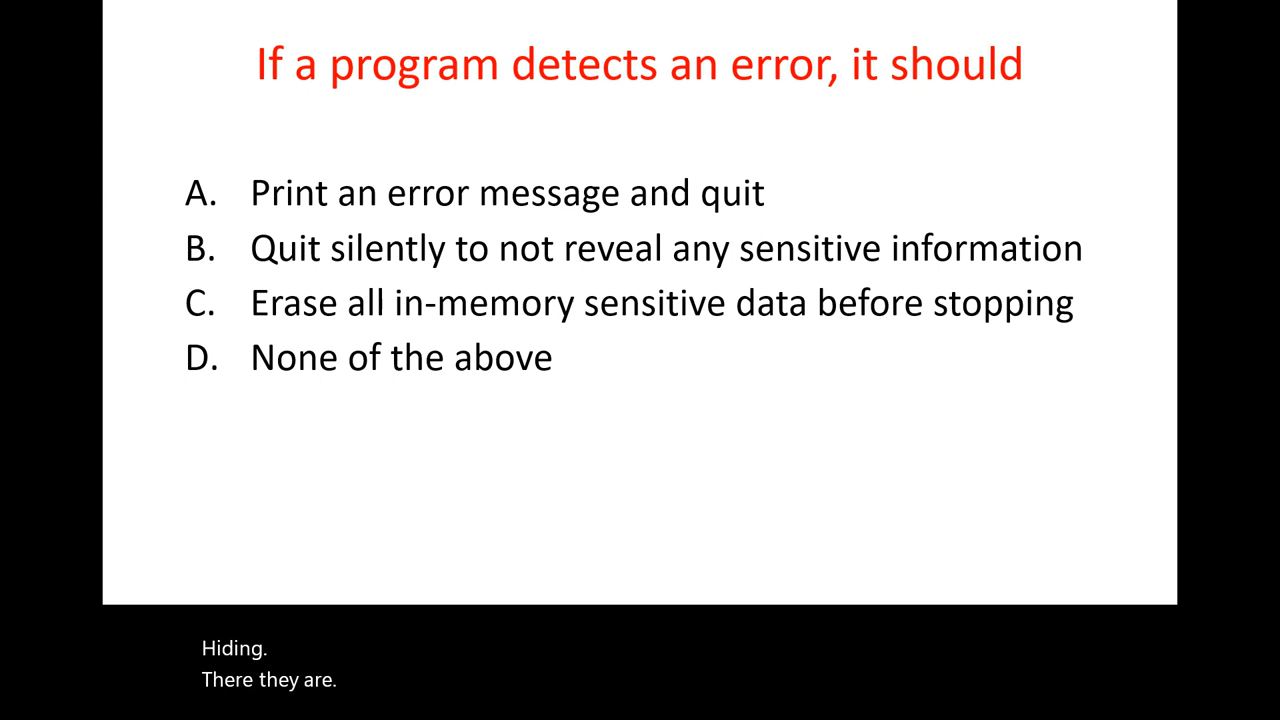 If a program detects an error, it should
A. Print an error message and quit
B. Quit silently to not reveal any sensitive information
C. Erase all in-memory sensitive data before stopping
D. None of the above
Hiding.
There they are.